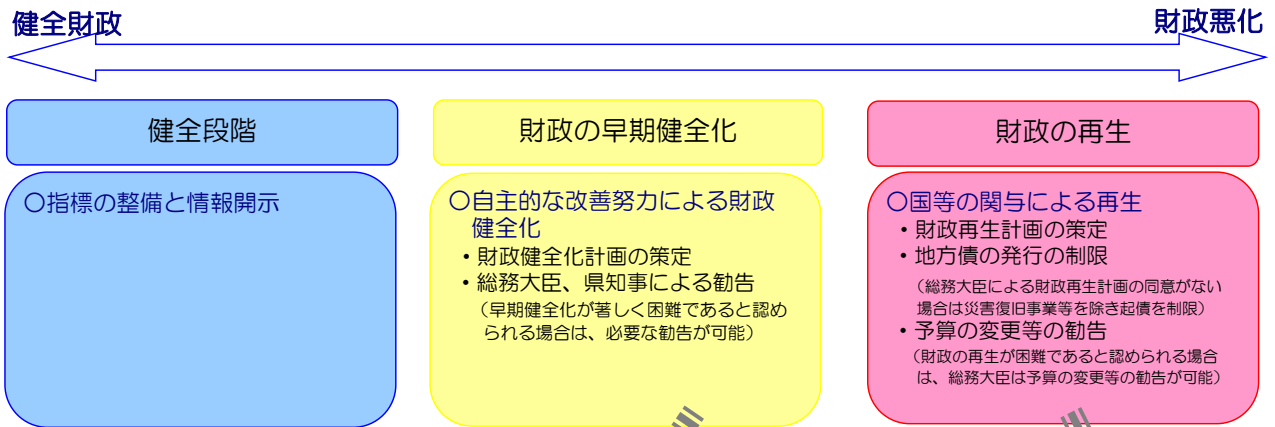 健全財政
財政悪化
健全段階
〇指標の整備と情報開示
財政の早期健全化
〇自主的な改善努力による財政
健全化
・財政健全化計画の策定
・総務大臣、県知事による勧告
（早期健全化が著しく困難であると認め
られる場合は、必要な勧告が可能）
財政の再生
〇国等の関与による再生
・財政再生計画の策定
・地方債の発行の制限
（総務大臣による財政再生計画の同意がない
場合は災害復旧事業等を除き起債を制限）
・予算の変更等の勧告
（財政の再生が困難であると認められる場合
は、総務大臣は予算の変更等の勧告が可能）